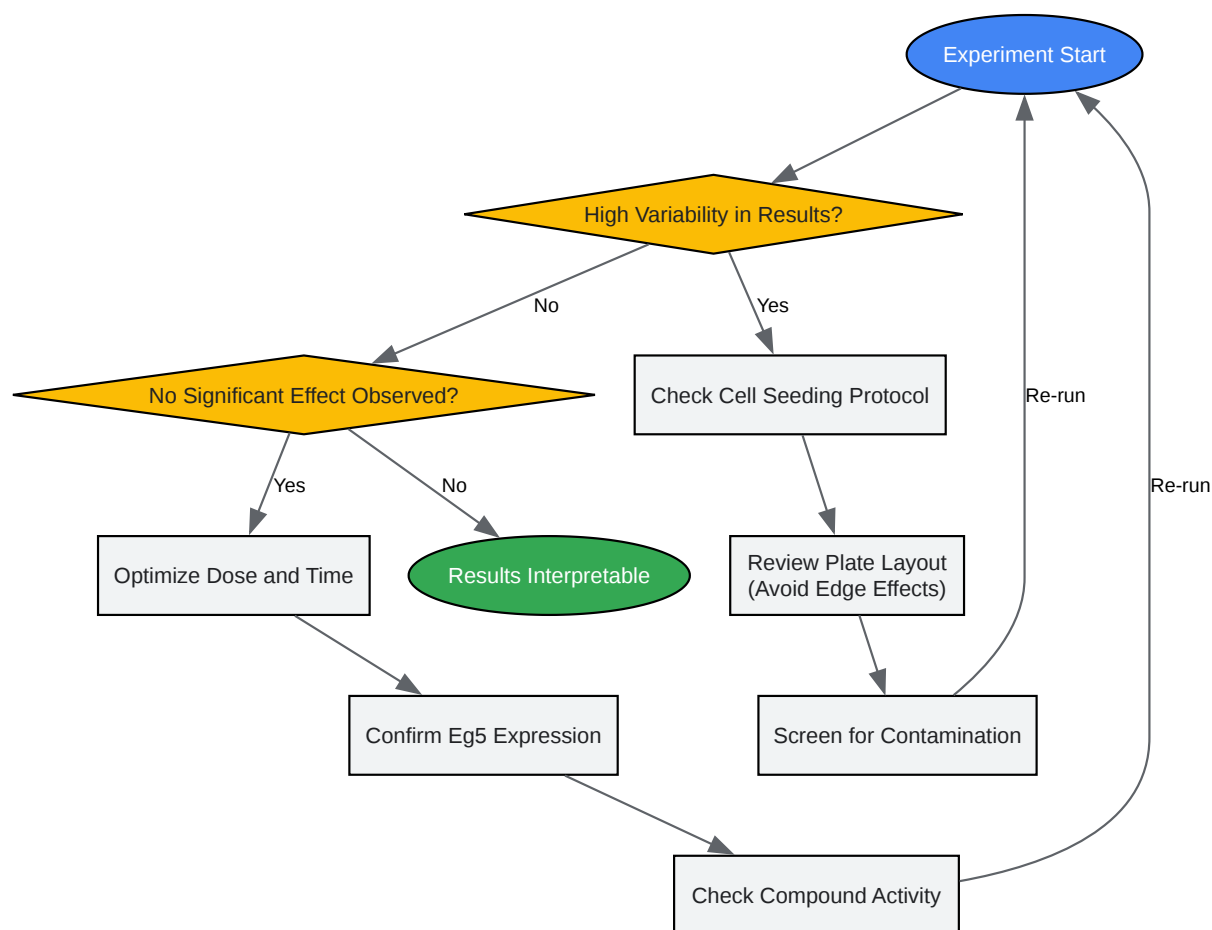 Experiment Start
High Variability in Results?
No
Yes
No Significant Effect Observed?
Check Cell Seeding Protocol
Re-run
Yes
No
Re-run
Optimize Dose and Time
Results Interpretable
Review Plate Layout
(Avoid Edge Effects)
Confirm Eg5 Expression
Screen for Contamination
Check Compound Activity